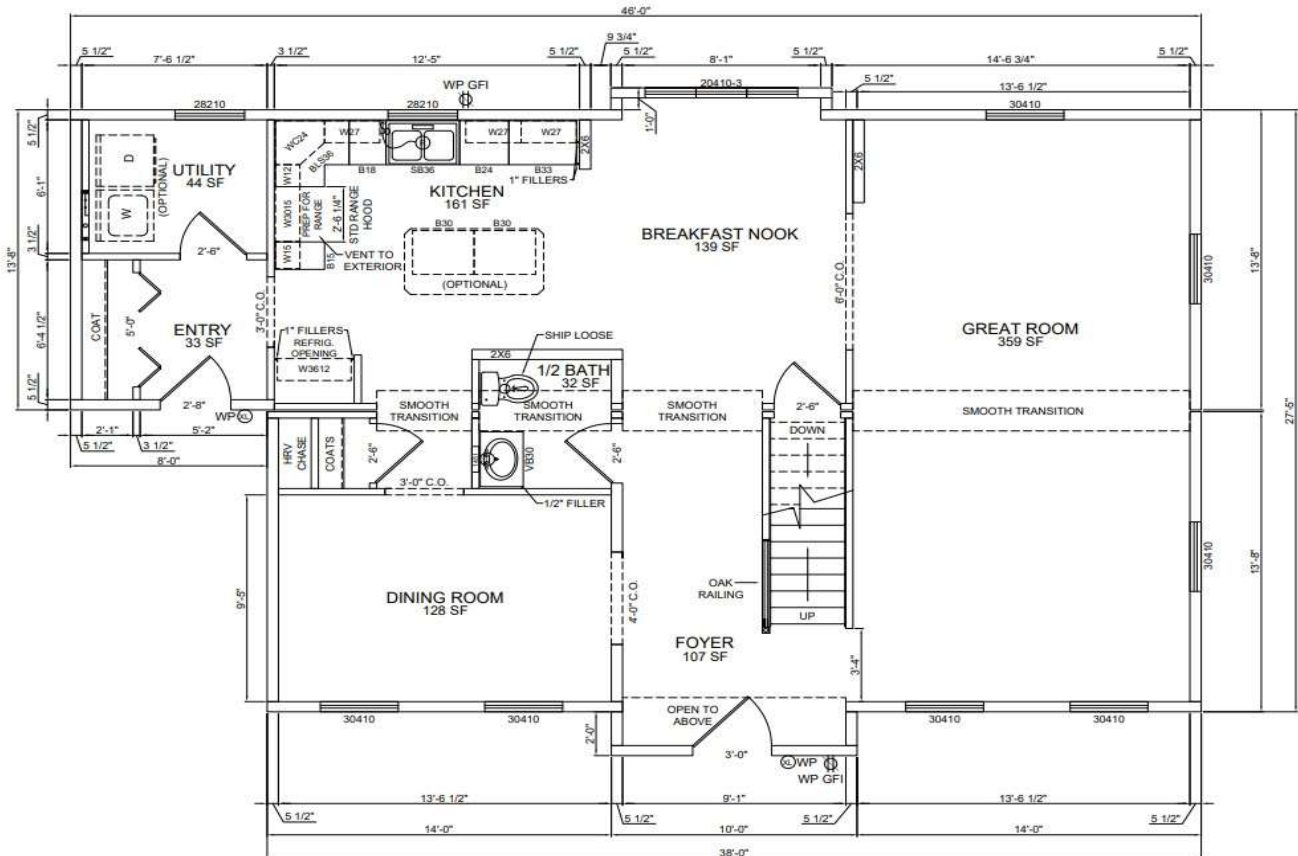 46'-0"
9 3/4"
5 1/2"
7'-6 1/2"
3 1/2"
12'-5"
5 1/2"
5 1/2"
8'-1"
5 1/2"
14'-6 3/4"
5 1/2"
5 1/2"
13'-6 1/2"
WP GFI
20410-3
28210
28210
30410
1'-0"
5 1/2"
6'-1"
3 1/2"
13'-8"
6'-4 1/2"
5 1/2"
D
W
(OPTIONAL)
UTILITY
44 SF
2'-6"
WC24
W27
W27
W27
BLS36
B18
SB36
B24
B33
2X6
2X6
1" FILLERS
W12
W3015
PREP FOR
RANGE
2'-6 1/4"
STD RANGE
HOOD
W15
B15
VENT TO
EXTERIOR
KITCHEN
161 SF
B30
B30
(OPTIONAL)
BREAKFAST NOOK
139 SF
6'-0" C.O.
GREAT ROOM
359 SF
30410
13'-8"
27'-5"
COAT
5'-0"
ENTRY
33 SF
3'-0" C.O.
1" FILLERS
REFRIG.
OPENING
W3612
2'-8"
WP XL
SHIP LOOSE
2X6
1/2 BATH
32 SF
SMOOTH
TRANSITION
SMOOTH
TRANSITION
SMOOTH
TRANSITION
2'-6"
SMOOTH TRANSITION
DOWN
2'-1"
5'-2"
5 1/2"
3 1/2"
8'-0"
HRV
CHASE
COATS
2'-6"
3'-0" C.O.
VB30
2'-6"
1/2" FILLER
30410
13'-8"
9'-5"
DINING ROOM
128 SF
4'-0" C.O.
OAK
RAILING
UP
FOYER
107 SF
3'-4"
30410
30410
OPEN TO
ABOVE
30410
30410
2'-0"
3'-0"
XL WP
WP GFI
13'-6 1/2"
9'-1"
13'-6 1/2"
5 1/2"
5 1/2"
5 1/2"
5 1/2"
14'-0"
10'-0"
14'-0"
38'-0"